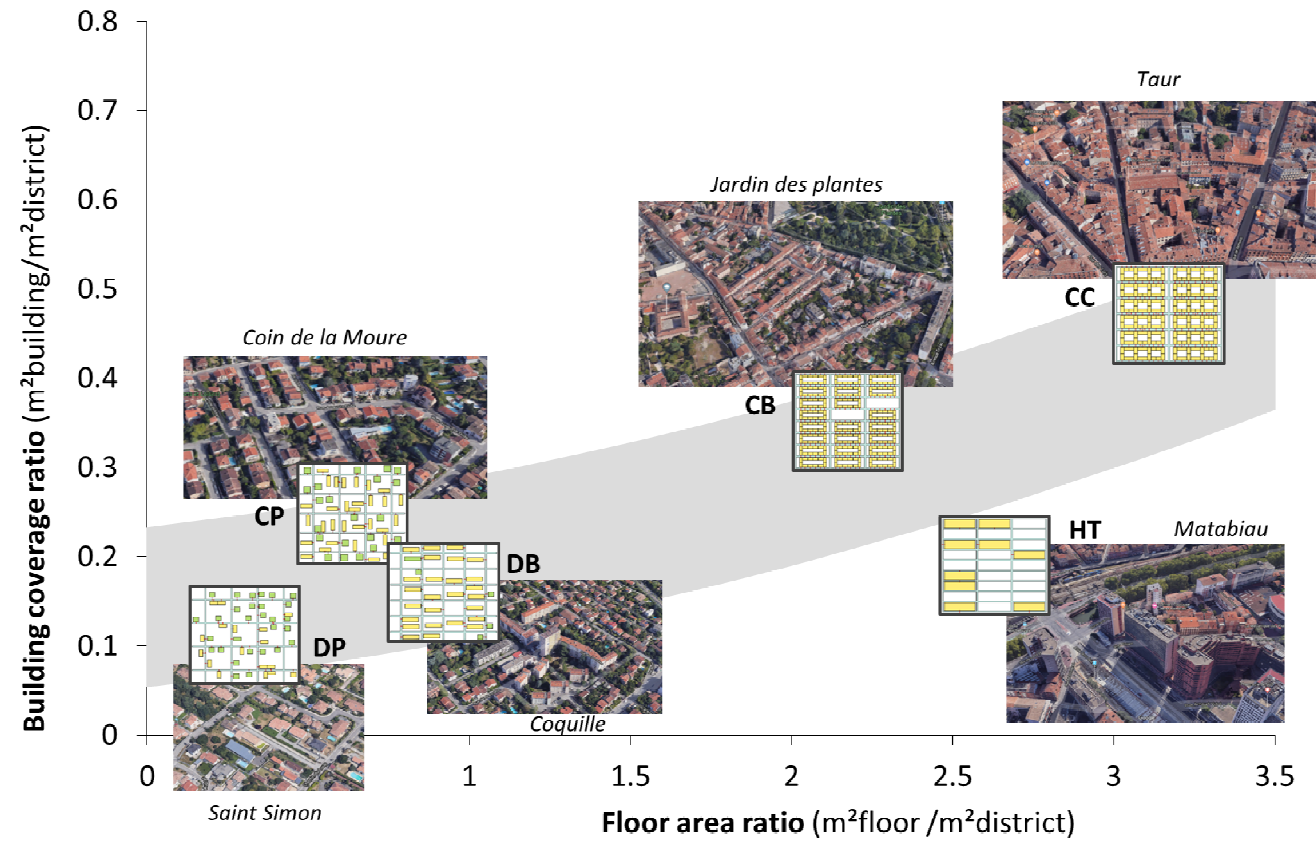 Building coverage ratio (m²building/m²district)
0.8
0.7
0.6
0.5
0.4
0.3
0.2
0.1
0
Taur
Jardin des plantes
CC
Coin de la Moure
CB
CP
DB
HT
Matabiau
DP
Coquille
Saint Simon
0
1
1.5
2
2.5
3
3.5
Floor area ratio (m²floor /m²district)